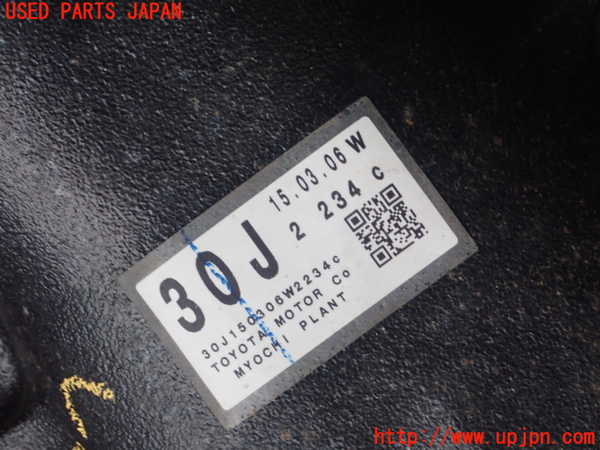 USED PARTS JAPAN
30J 15.03.06 W
2 234 c
30J150306W2234c
TOYOTA MOTOR Co
MYOCHI PLANT
http://www.upjpn.com